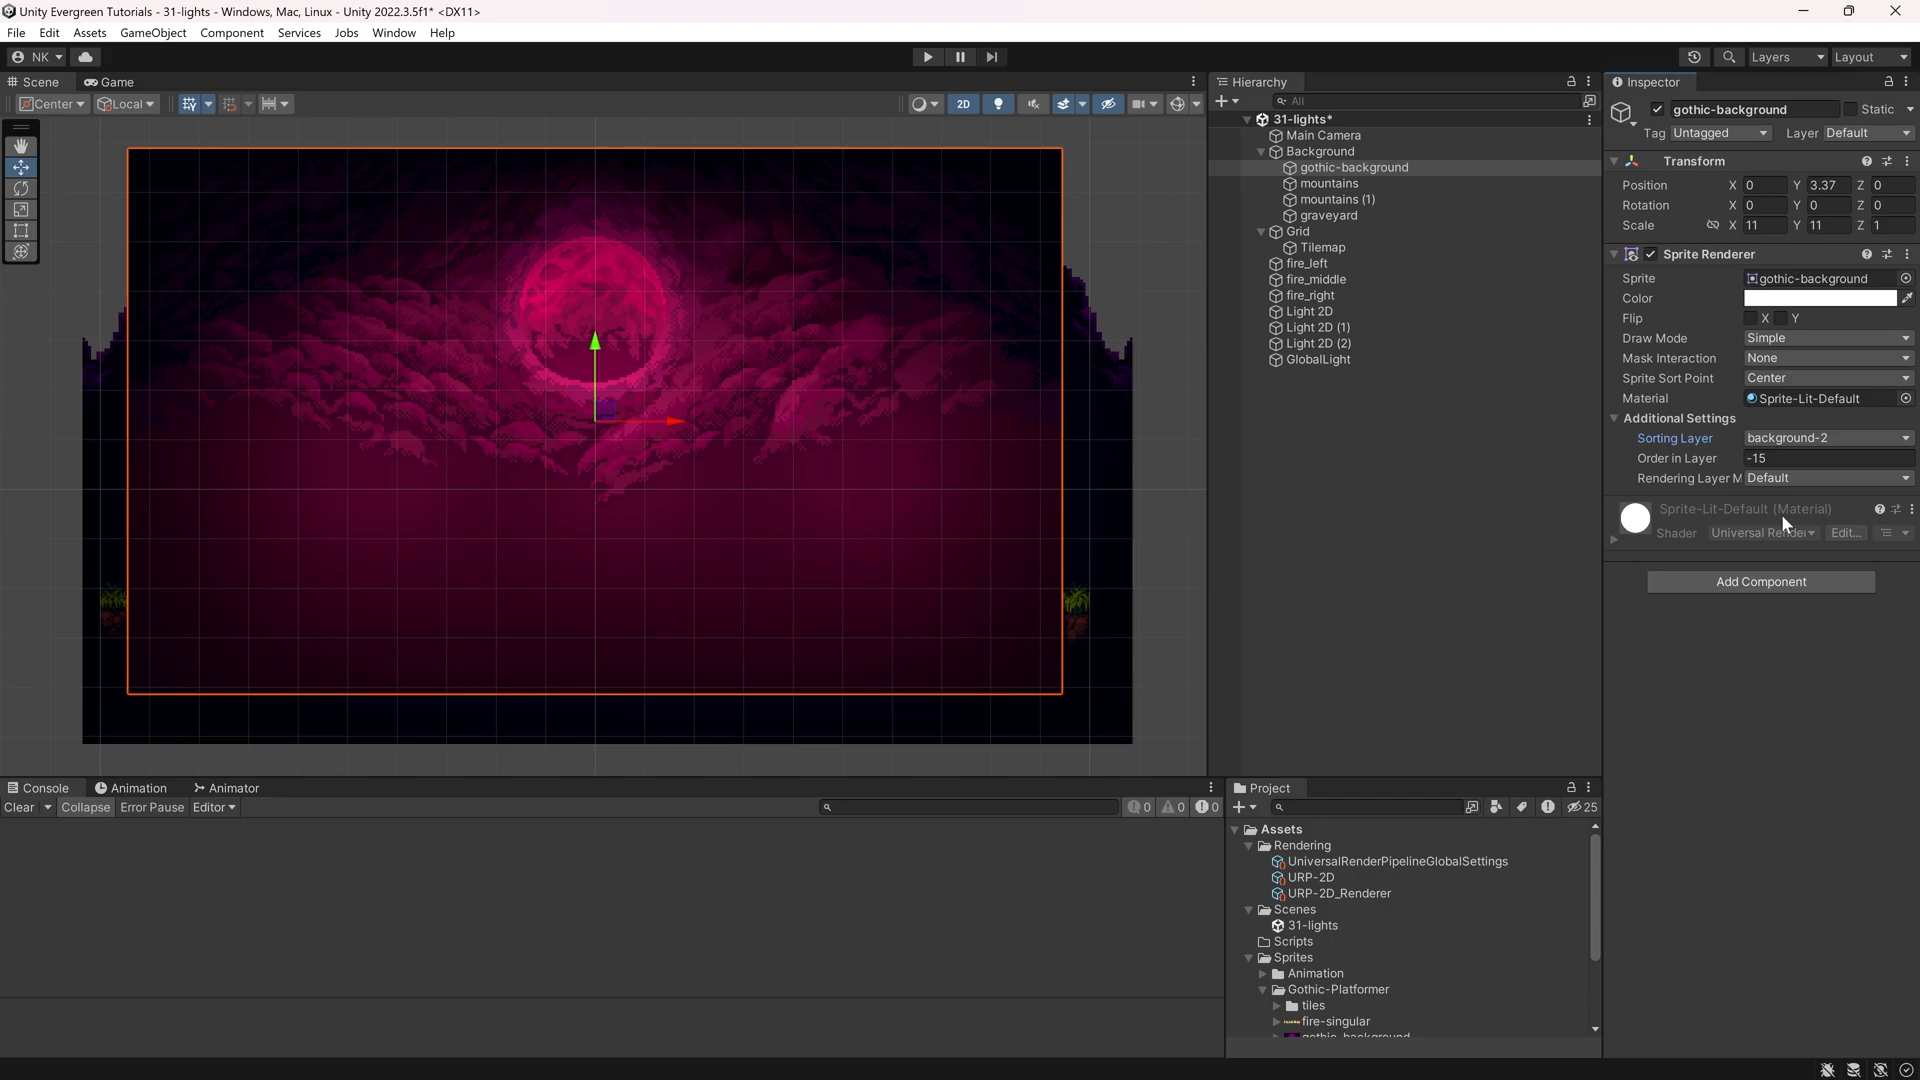 Unity Evergreen Tutorials - 31-lights - Windows, Mac, Linux - Unity 2022.3.5f1* <DX11>
File Edit Assets GameObject Component Services Jobs Window Help
NK Layers Layout
Scene Game
Center Local 2D
Hierarchy
All
31-lights*
Main Camera
Background
gothic-background
mountains
mountains (1)
graveyard
Grid
Tilemap
fire_left
fire_middle
fire_right
Light 2D
Light 2D (1)
Light 2D (2)
GlobalLight
Inspector
gothic-background Static
Tag Untagged Layer Default
Transform
Position X 0 Y 3.37 Z 0
Rotation X 0 Y 0 Z 0
Scale X 11 Y 11 Z 1
Sprite Renderer
Sprite gothic-background
Color
Flip X Y
Draw Mode Simple
Mask Interaction None
Sprite Sort Point Center
Material Sprite-Lit-Default
Additional Settings
Sorting Layer background-2
Order in Layer -15
Rendering Layer M Default
Sprite-Lit-Default (Material)
Shader Universal Render Edit...
Add Component
Console Animation Animator
Clear Collapse Error Pause Editor 0 0 0
Project
25
Assets
Rendering
UniversalRenderPipelineGlobalSettings
URP-2D
URP-2D_Renderer
Scenes
31-lights
Scripts
Sprites
Animation
Gothic-Platformer
tiles
fire-singular